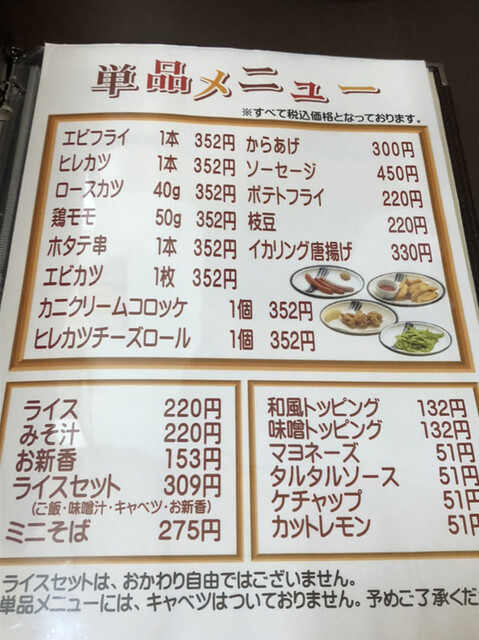 単品メニュー
※すべて税込価格となっております。
エビフライ 1本 352円
ヒレカツ 1本 352円
ロースカツ 40g 352円
鶏モモ 50g 352円
ホタテ串 1本 352円
エビカツ 1枚 352円
カニクリームコロッケ 1個 352円
ヒレカツチーズロール 1個 352円
からあげ 300円
ソーセージ 450円
ポテトフライ 220円
枝豆 220円
イカリング唐揚げ 330円
ライス 220円
みそ汁 220円
お新香 153円
ライスセット 309円
(ご飯・味噌汁・キャベツ・お新香)
ミニそば 275円
和風トッピング 132円
味噌トッピング 132円
マヨネーズ 51円
タルタルソース 51円
ケチャップ 51円
カットレモン 51円
ライスセットは、おかわり自由ではございません。
単品メニューには、キャベツはついておりません。予めご了承くだ